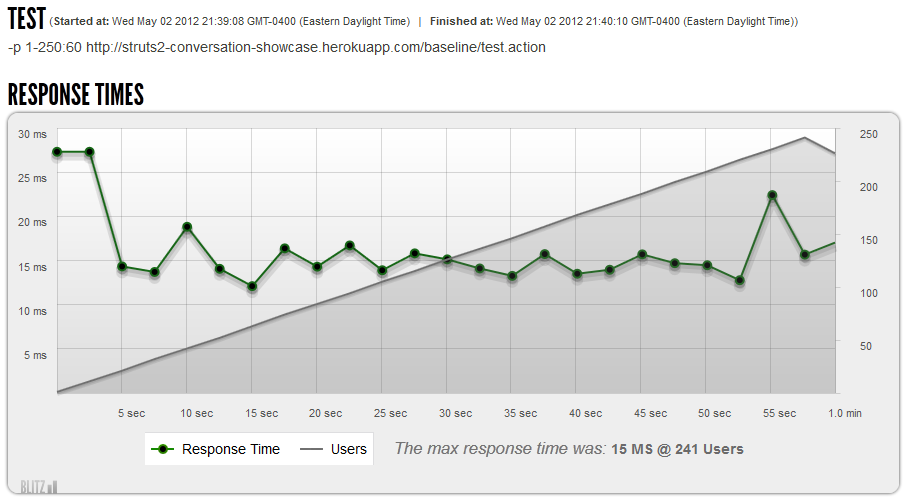 TEST (Started at: Wed May 02 2012 21:39:08 GMT-0400 (Eastern Daylight Time) | Finished at: Wed May 02 2012 21:40:10 GMT-0400 (Eastern Daylight Time))
-p 1-250:60 http://struts2-conversation-showcase.herokuapp.com/baseline/test.action
RESPONSE TIMES
30 ms 250
25 ms 200
20 ms 150
15 ms 100
10 ms 50
5 ms
5 sec 10 sec 15 sec 20 sec 25 sec 30 sec 35 sec 40 sec 45 sec 50 sec 55 sec 1.0 min
Response Time Users The max response time was: 15 MS @ 241 Users
BLITZ